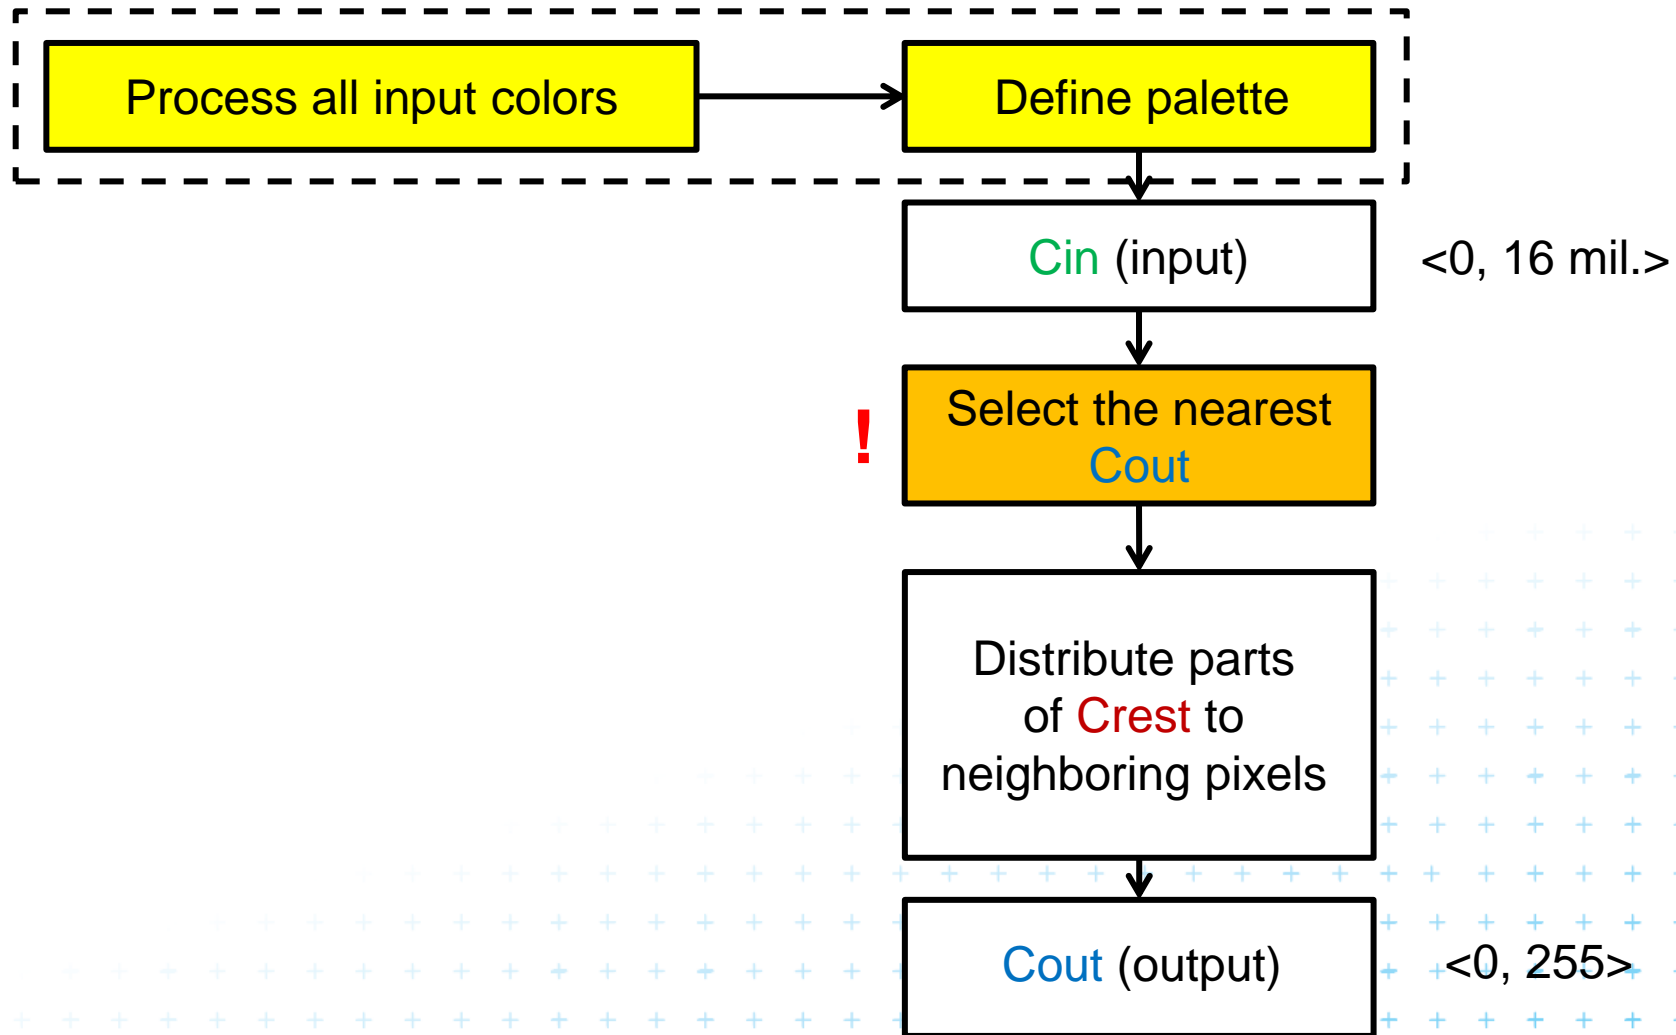 Process all input colors
Define palette
Cin (input)
<0, 16 mil.>
!
Select the nearest
Cout
Distribute parts
of Crest to
neighboring pixels
Cout (output)
<0, 255>